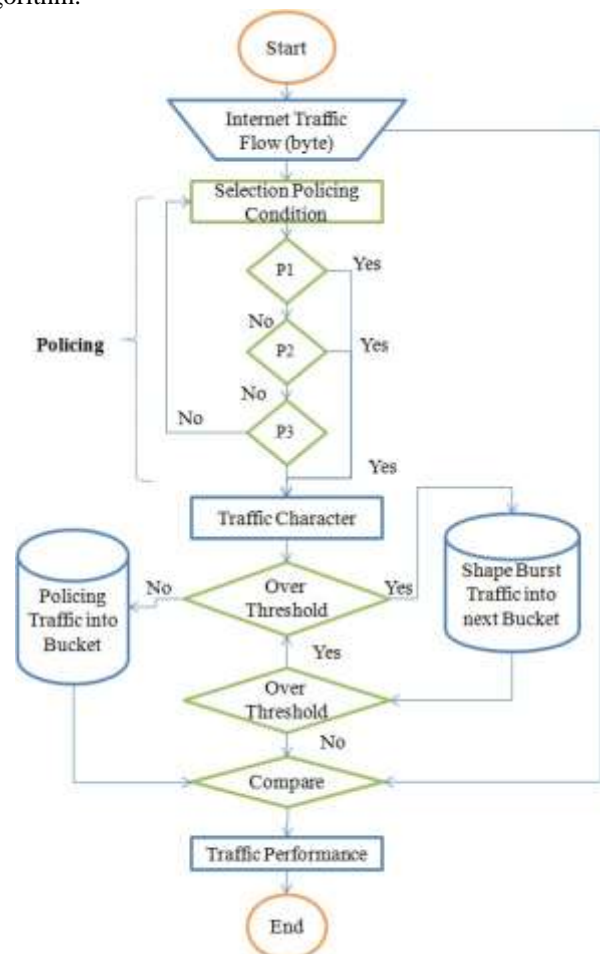 Start
Internet Traffic
Flow (byte)
Selection Policing
Condition
P1
Yes
No
P2
Yes
Policing
No
No
P3
Yes
Traffic Character
Policing
Traffic into
Bucket
No
Over
Threshold
Yes
Shape Burst
Traffic into
next Bucket
Yes
Over
Threshold
No
Compare
Traffic Performance
End